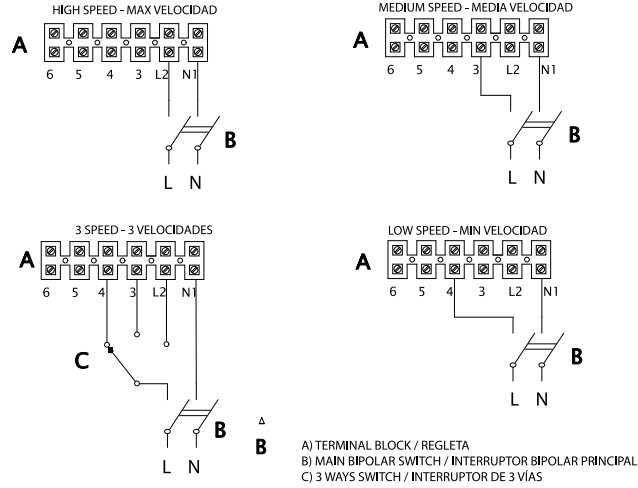 HIGH SPEED - MAX VELOCIDAD
A
6 5 4 3 L2 N1
B
L N
MEDIUM SPEED - MEDIA VELOCIDAD
A
6 5 4 3 L2 N1
B
L N
3 SPEED - 3 VELOCIDADES
A
6 5 4 3 L2 N1
C
B
L N
LOW SPEED - MIN VELOCIDAD
A
6 5 4 3 L2 N1
B
L N
Δ
B
A) TERMINAL BLOCK / REGLETA
B) MAIN BIPOLAR SWITCH / INTERRUPTOR BIPOLAR PRINCIPAL
C) 3 WAYS SWITCH / INTERRUPTOR DE 3 VÍAS